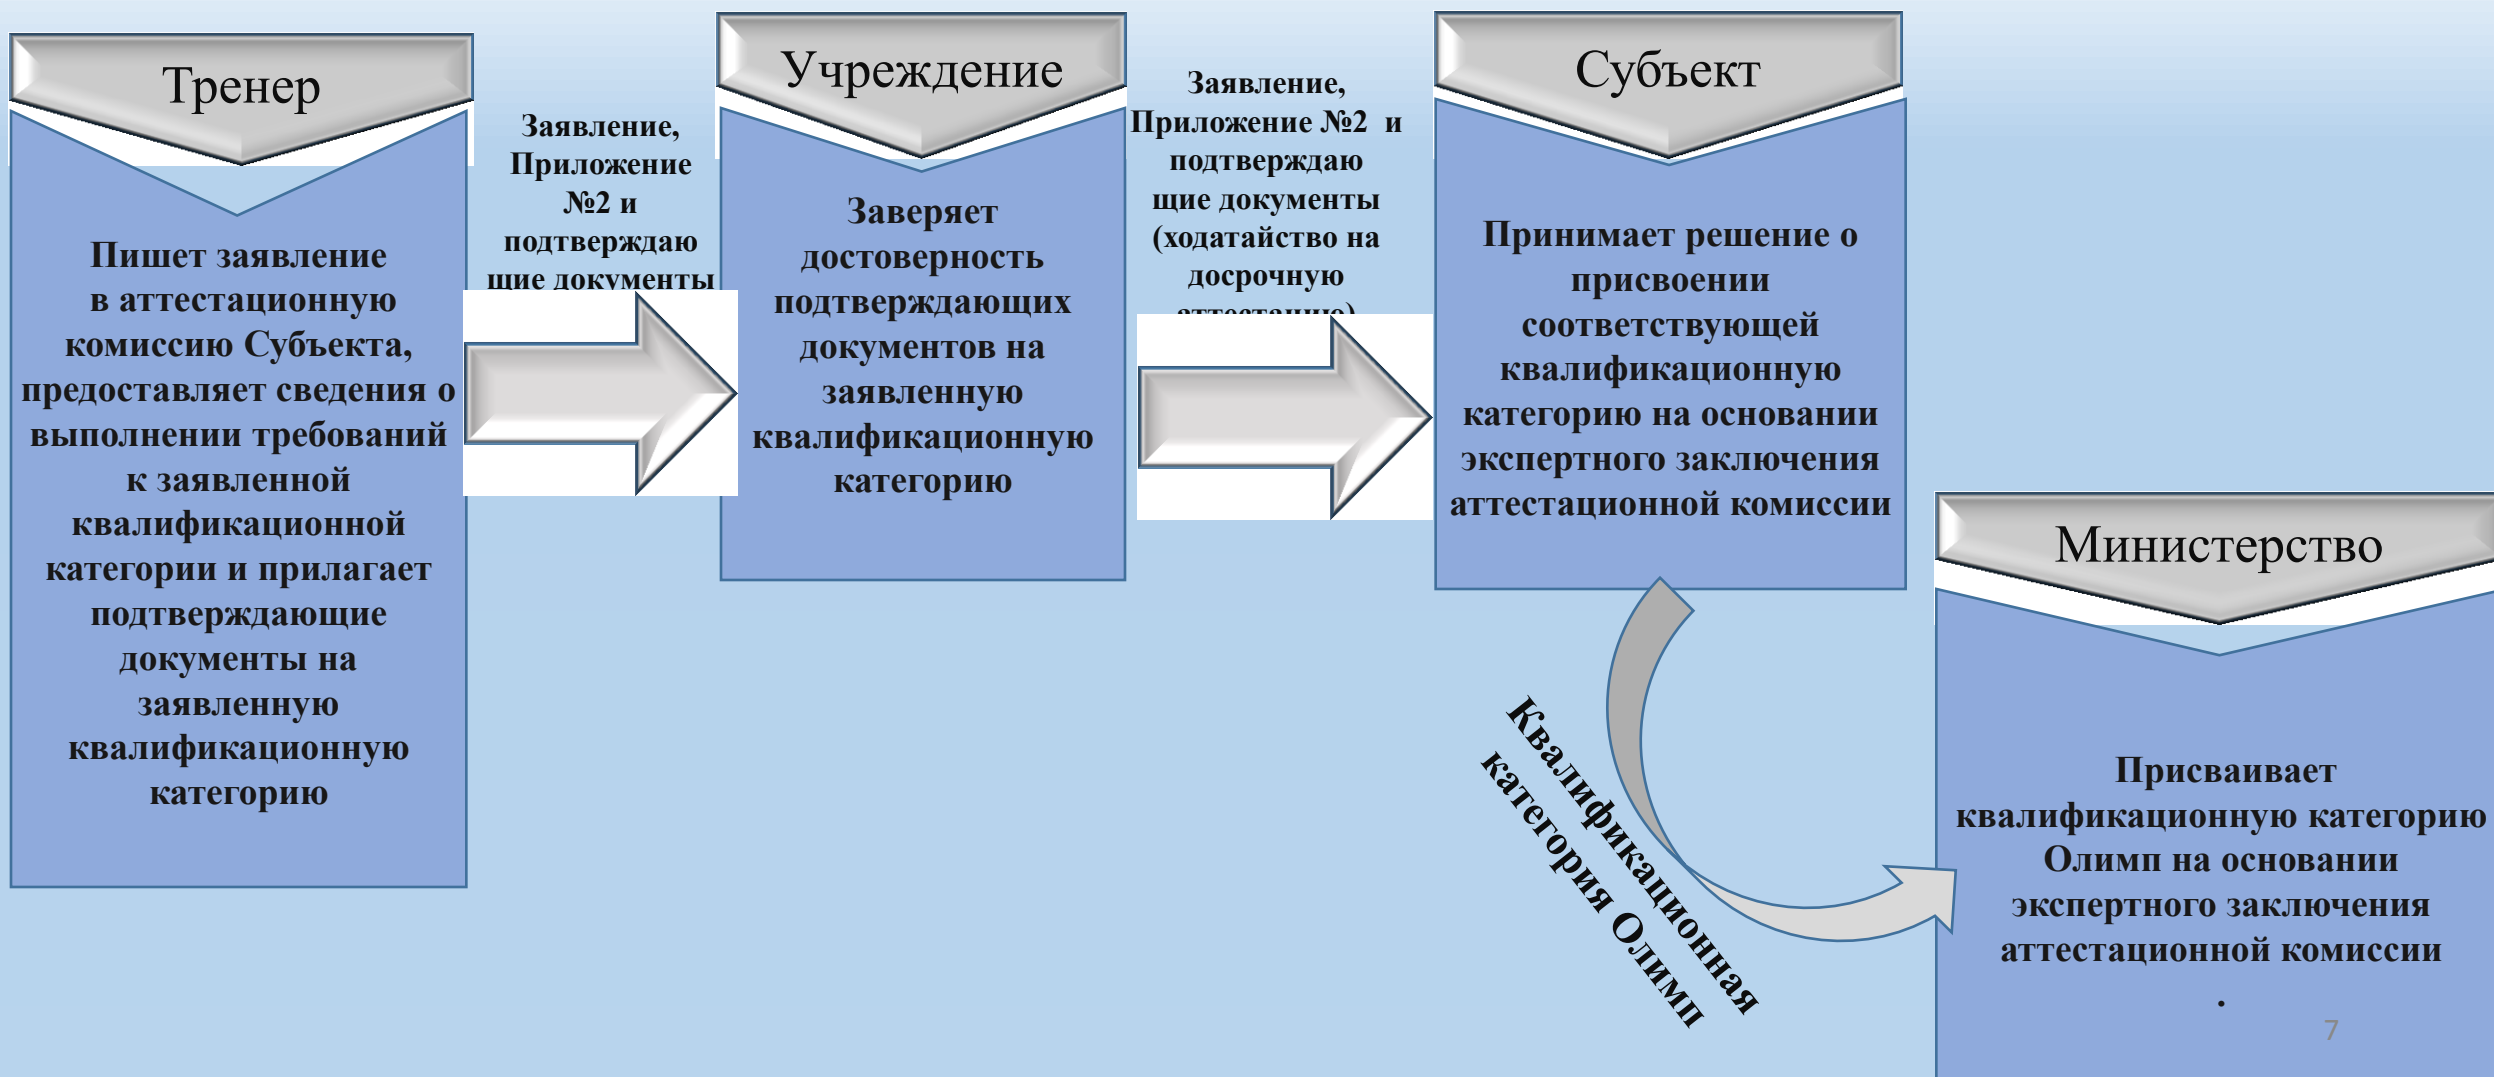 Тренер
Пишет заявление
в аттестационную
комиссию Субъекта,
предоставляет сведения о
выполнении требований
к заявленной
квалификационной
категории и прилагает
подтверждающие
документы на
заявленную
квалификационную
категорию
Заявление,
Приложение
№2 и
подтверждаю
щие документы
Учреждение
Заверяет
достоверность
подтверждающих
документов на
заявленную
квалификационную
категорию
Заявление,
Приложение №2 и
подтверждаю
щие документы
(ходатайство на
досрочную
аттестацию)
Субъект
Принимает решение о
присвоении
соответствующей
квалификационную
категорию на основании
экспертного заключения
аттестационной комиссии
Квалификационная
категория Олимп
Министерство
Присваивает
квалификационную категорию
Олимп на основании
экспертного заключения
аттестационной комиссии
.
7